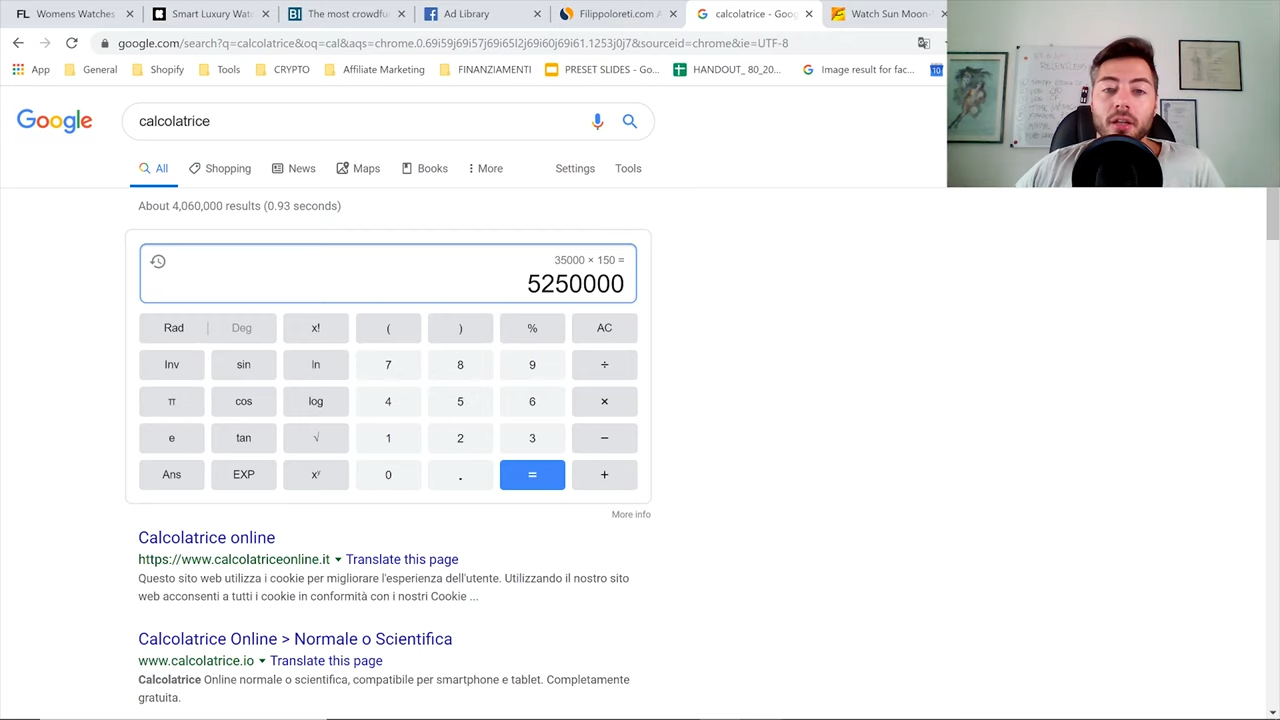 FL Womens Watches
Smart Luxury Wat
BI The most crowdfu
Ad Library
Filippoloreti.com A
calcolatrice - Goog
Watch Sun Moon
google.com/search?q=calcolatrice&oq=cal&aqs=chrome.0.69i59j69i57j69i65l2j69i60j69i61.1253j0j7&sourceid=chrome&ie=UTF-8
App
General
Shopify
Marketing
FINANZIAMENTI
PRESET SLIDES - Go...
HANDOUT_ 80_20...
Image result for fac...
10
Google
calcolatrice
All
Shopping
News
Maps
Books
More
Settings
Tools
About 4,060,000 results (0.93 seconds)
35000 × 150 =
5250000
Rad Deg x! ( ) % AC
Inv sin ln 7 8 9 ÷
π cos log 4 5 6 ×
e tan √ 1 2 3 −
Ans EXP xʸ 0 . = +
More info
Calcolatrice online
https://www.calcolatriceonline.it Translate this page
Questo sito web utilizza i cookie per migliorare l'esperienza dell'utente. Utilizzando il nostro sito
web acconsenti a tutti i cookie in conformità con i nostri Cookie ...
Calcolatrice Online > Normale o Scientifica
www.calcolatrice.io Translate this page
Calcolatrice Online normale o scientifica, compatibile per smartphone e tablet. Completamente
gratuita.